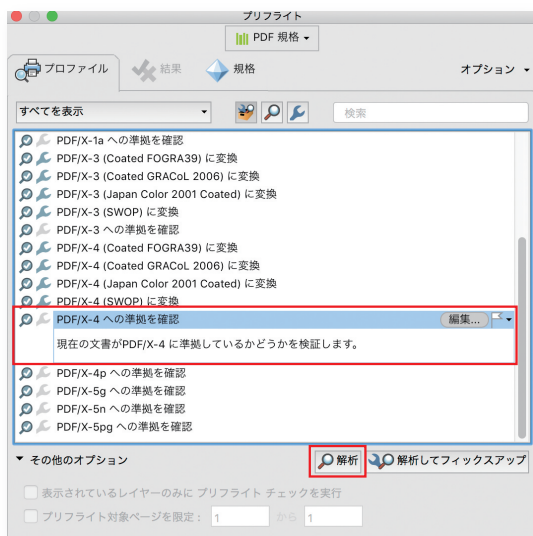 プリフライト
PDF 規格
プロファイル
結果
規格
オプション
すべてを表示
検索
PDF/X-1a への準拠を確認
PDF/X-3 (Coated FOGRA39) に変換
PDF/X-3 (Coated GRACoL 2006) に変換
PDF/X-3 (Japan Color 2001 Coated) に変換
PDF/X-3 (SWOP) に変換
PDF/X-3 への準拠を確認
PDF/X-4 (Coated FOGRA39) に変換
PDF/X-4 (Coated GRACoL 2006) に変換
PDF/X-4 (Japan Color 2001 Coated) に変換
PDF/X-4 (SWOP) に変換
PDF/X-4 への準拠を確認 編集...
現在の文書がPDF/X-4 に準拠しているかどうかを検証します。
PDF/X-4p への準拠を確認
PDF/X-5g への準拠を確認
PDF/X-5n への準拠を確認
PDF/X-5pg への準拠を確認
その他のオプション 解析 解析してフィックスアップ
表示されているレイヤーのみに プリフライト チェックを実行
プリフライト対象ページを限定： 1 から 1